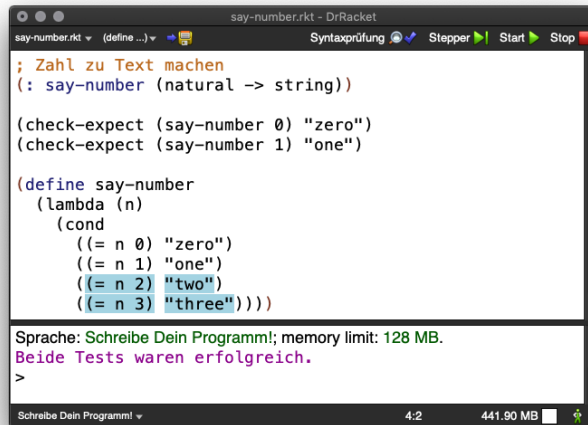 say-number.rkt - DrRacket
say-number.rkt (define ...) Syntaxprüfung Stepper Start Stop
; Zahl zu Text machen
(: say-number (natural -> string))
(check-expect (say-number 0) "zero")
(check-expect (say-number 1) "one")
(define say-number
(lambda (n)
(cond
((= n 0) "zero")
((= n 1) "one")
((= n 2) "two")
((= n 3) "three"))))
Sprache: Schreibe Dein Programm!; memory limit: 128 MB.
Beide Tests waren erfolgreich.
>
Schreibe Dein Programm! 4:2 441.90 MB